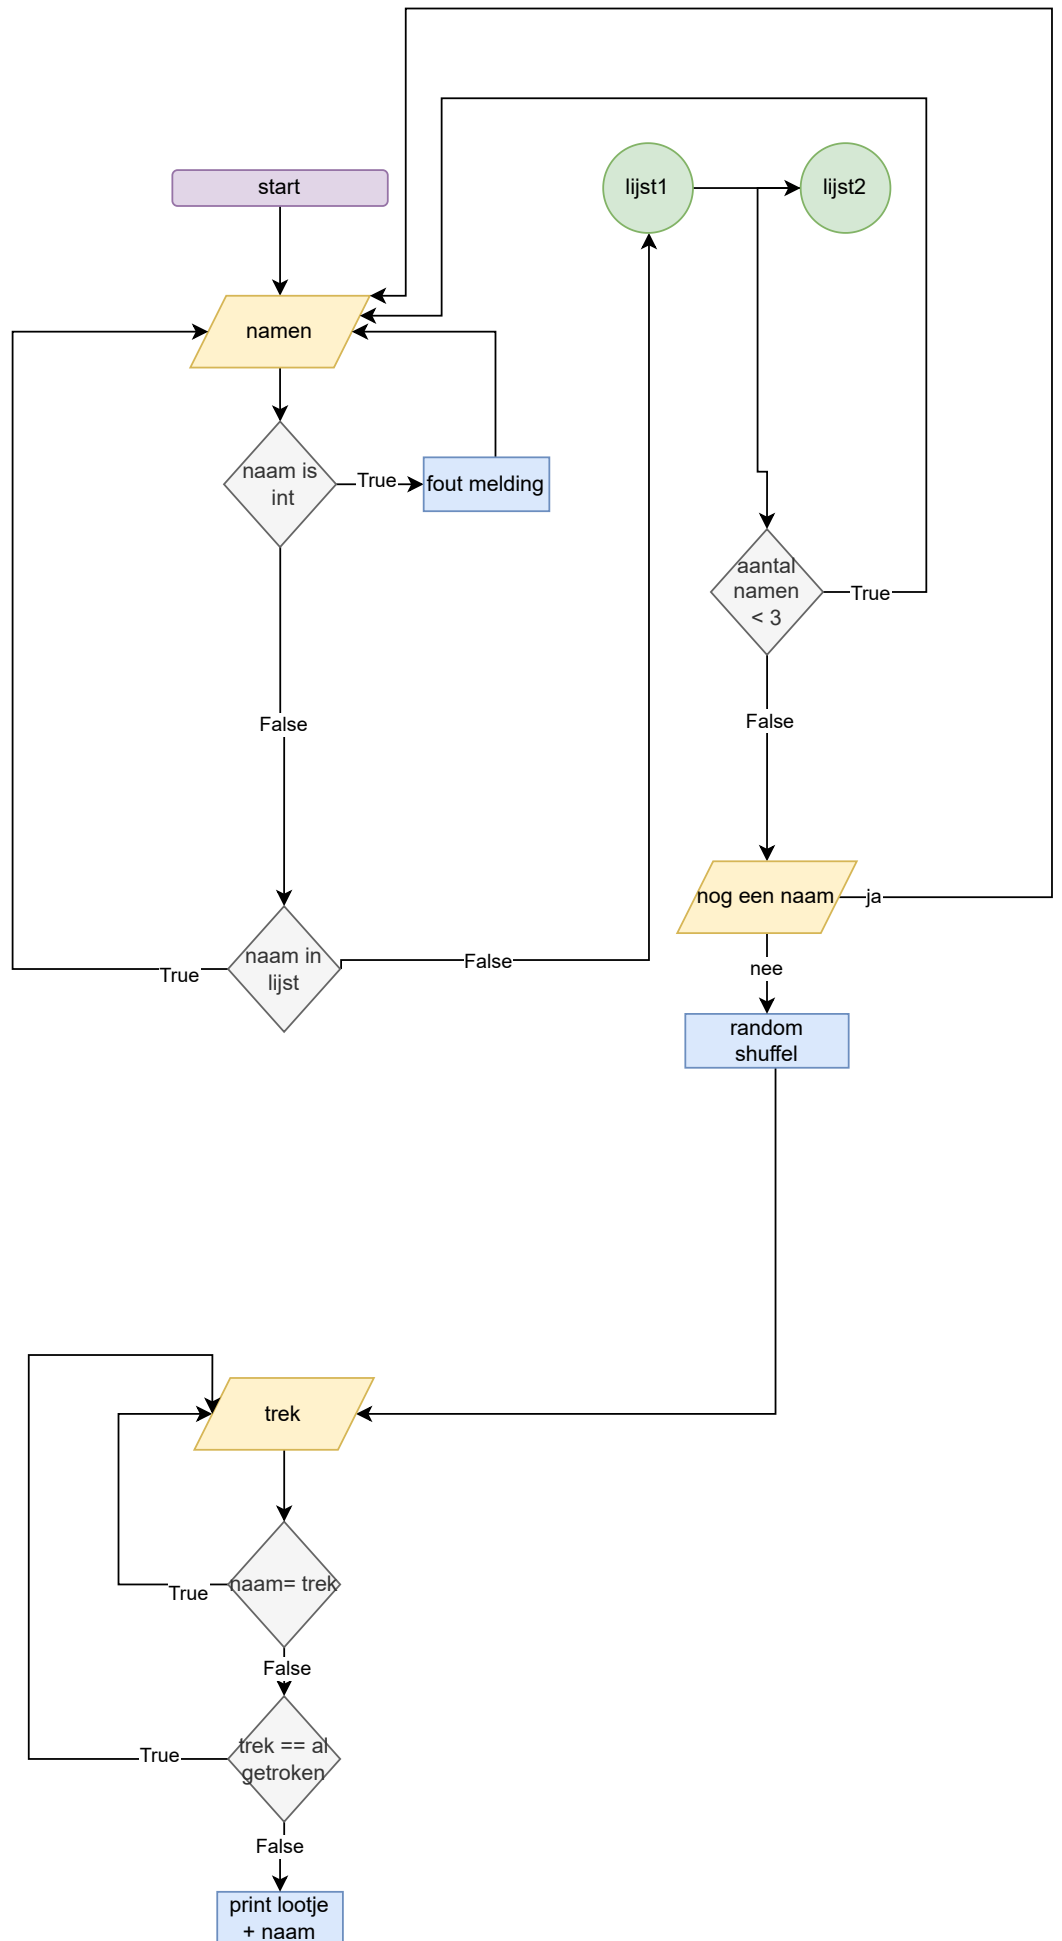 start
lijst1
lijst2
namen
naam is
int
True
fout melding
aantal
namen
< 3
True
False
False
nog een naam
ja
naam in
lijst
True
False
nee
random
shuffel
trek
naam= trek
True
False
trek == al
getroken
True
False
print lootje
+ naam